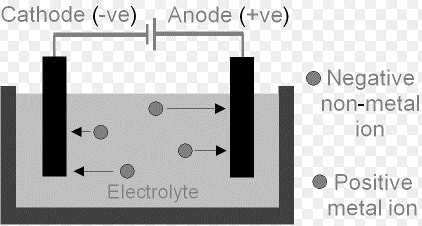 Cathode (-ve) Anode (+ve)
Negative
non-metal
ion
Positive
metal ion
Electrolyte